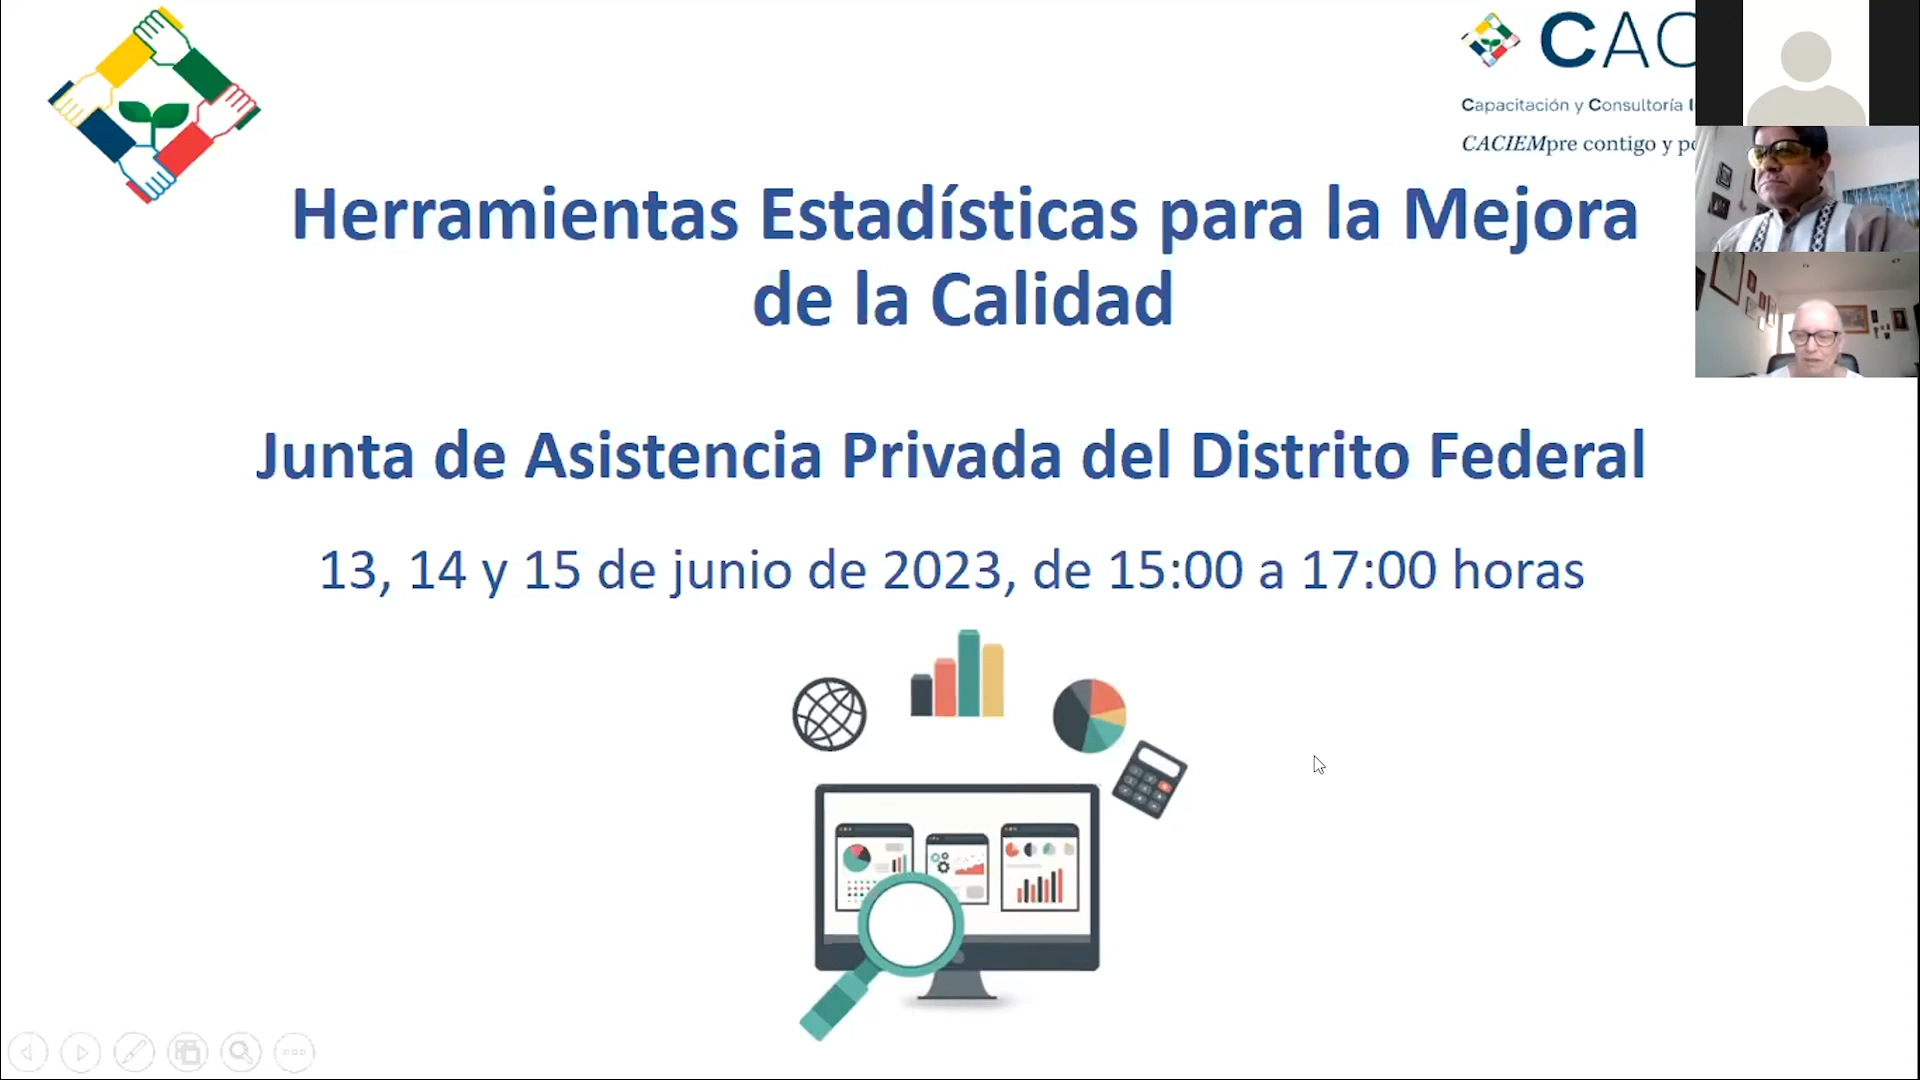 CAC
Capacitación y Consultoría
CACIEMpre contigo y
Herramientas Estadísticas para la Mejora
de la Calidad
Junta de Asistencia Privada del Distrito Federal
13, 14 y 15 de junio de 2023, de 15:00 a 17:00 horas